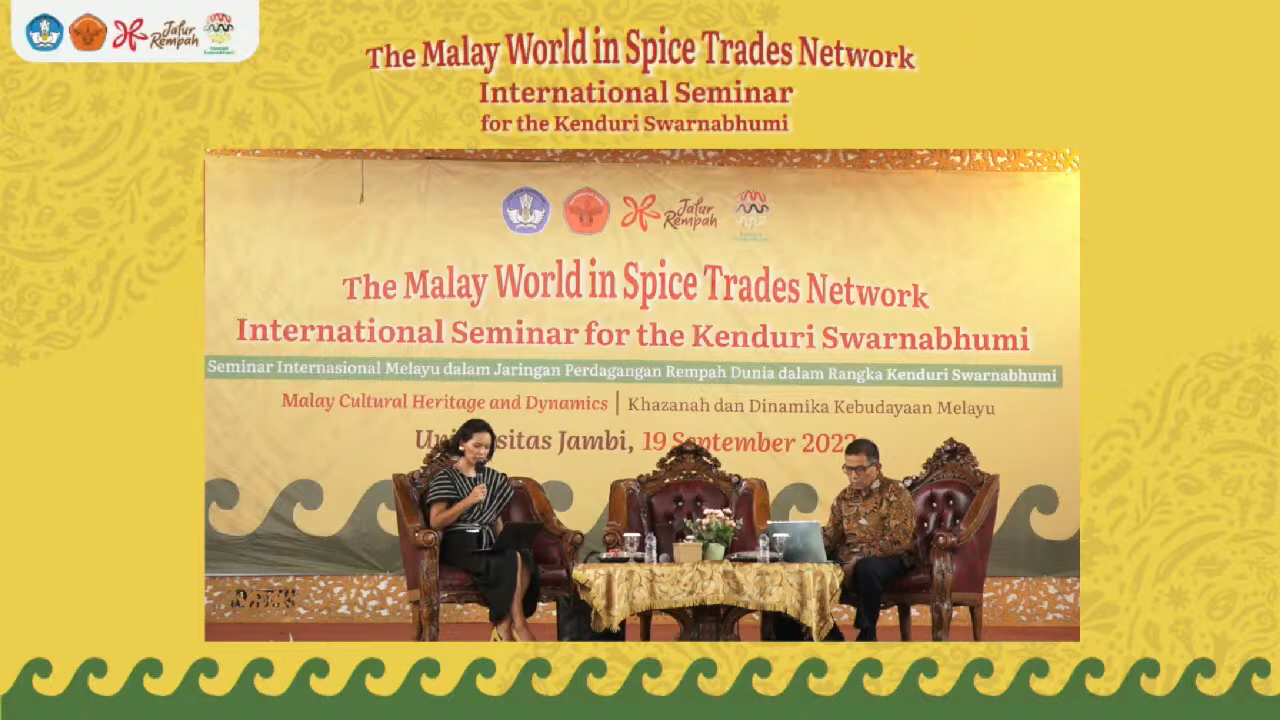 Jalur
Rempah
The Malay World in Spice Trades Network
International Seminar
for the Kenduri Swarnabhumi
Jalur
Rempah
The Malay World in Spice Trades Network
International Seminar for the Kenduri Swarnabhumi
Seminar Internasional Melayu dalam Jaringan Perdagangan Rempah Dunia dalam Rangka Kenduri Swarnabhumi
Malay Cultural Heritage and Dynamics | Khazanah dan Dinamika Kebudayaan Melayu
Jambi, 19 September